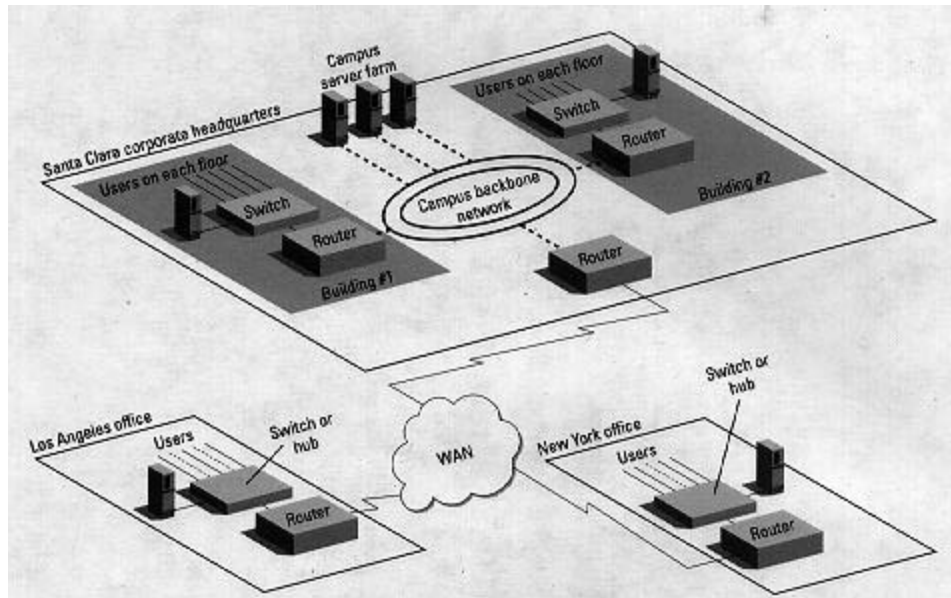 Campus
server farm
Users on each floor
Switch
Router
Building #2
Santa Clara corporate headquarters
Users on each floor
Switch
Router
Building #1
Campus backbone
network
Router
Los Angeles office
Users
Switch or
hub
Router
WAN
Switch or
hub
New York office
Users
Router